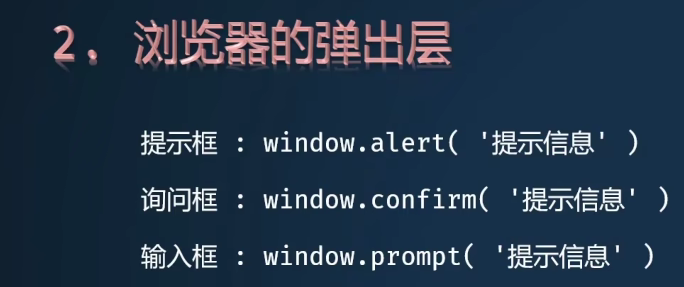 2. 浏览器的弹出层
提示框 : window.alert( '提示信息' )
询问框 : window.confirm( '提示信息' )
输入框 : window.prompt( '提示信息' )